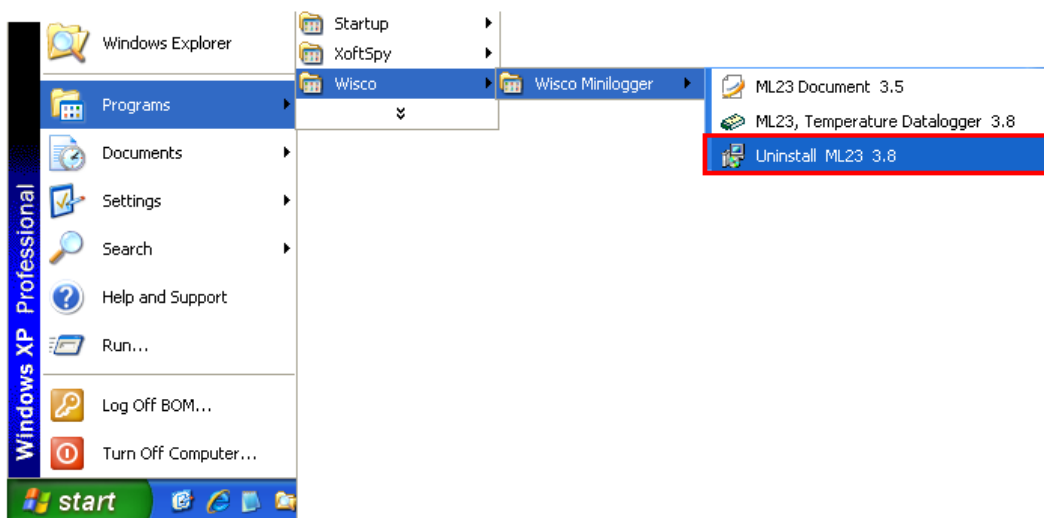 Windows XP Professional
Windows Explorer
Programs
Documents
Settings
Search
Help and Support
Run...
Log Off BOM...
Turn Off Computer...
start
Startup
XoftSpy
Wisco
Wisco Minilogger
ML23 Document 3.5
ML23, Temperature Datalogger 3.8
Uninstall ML23 3.8